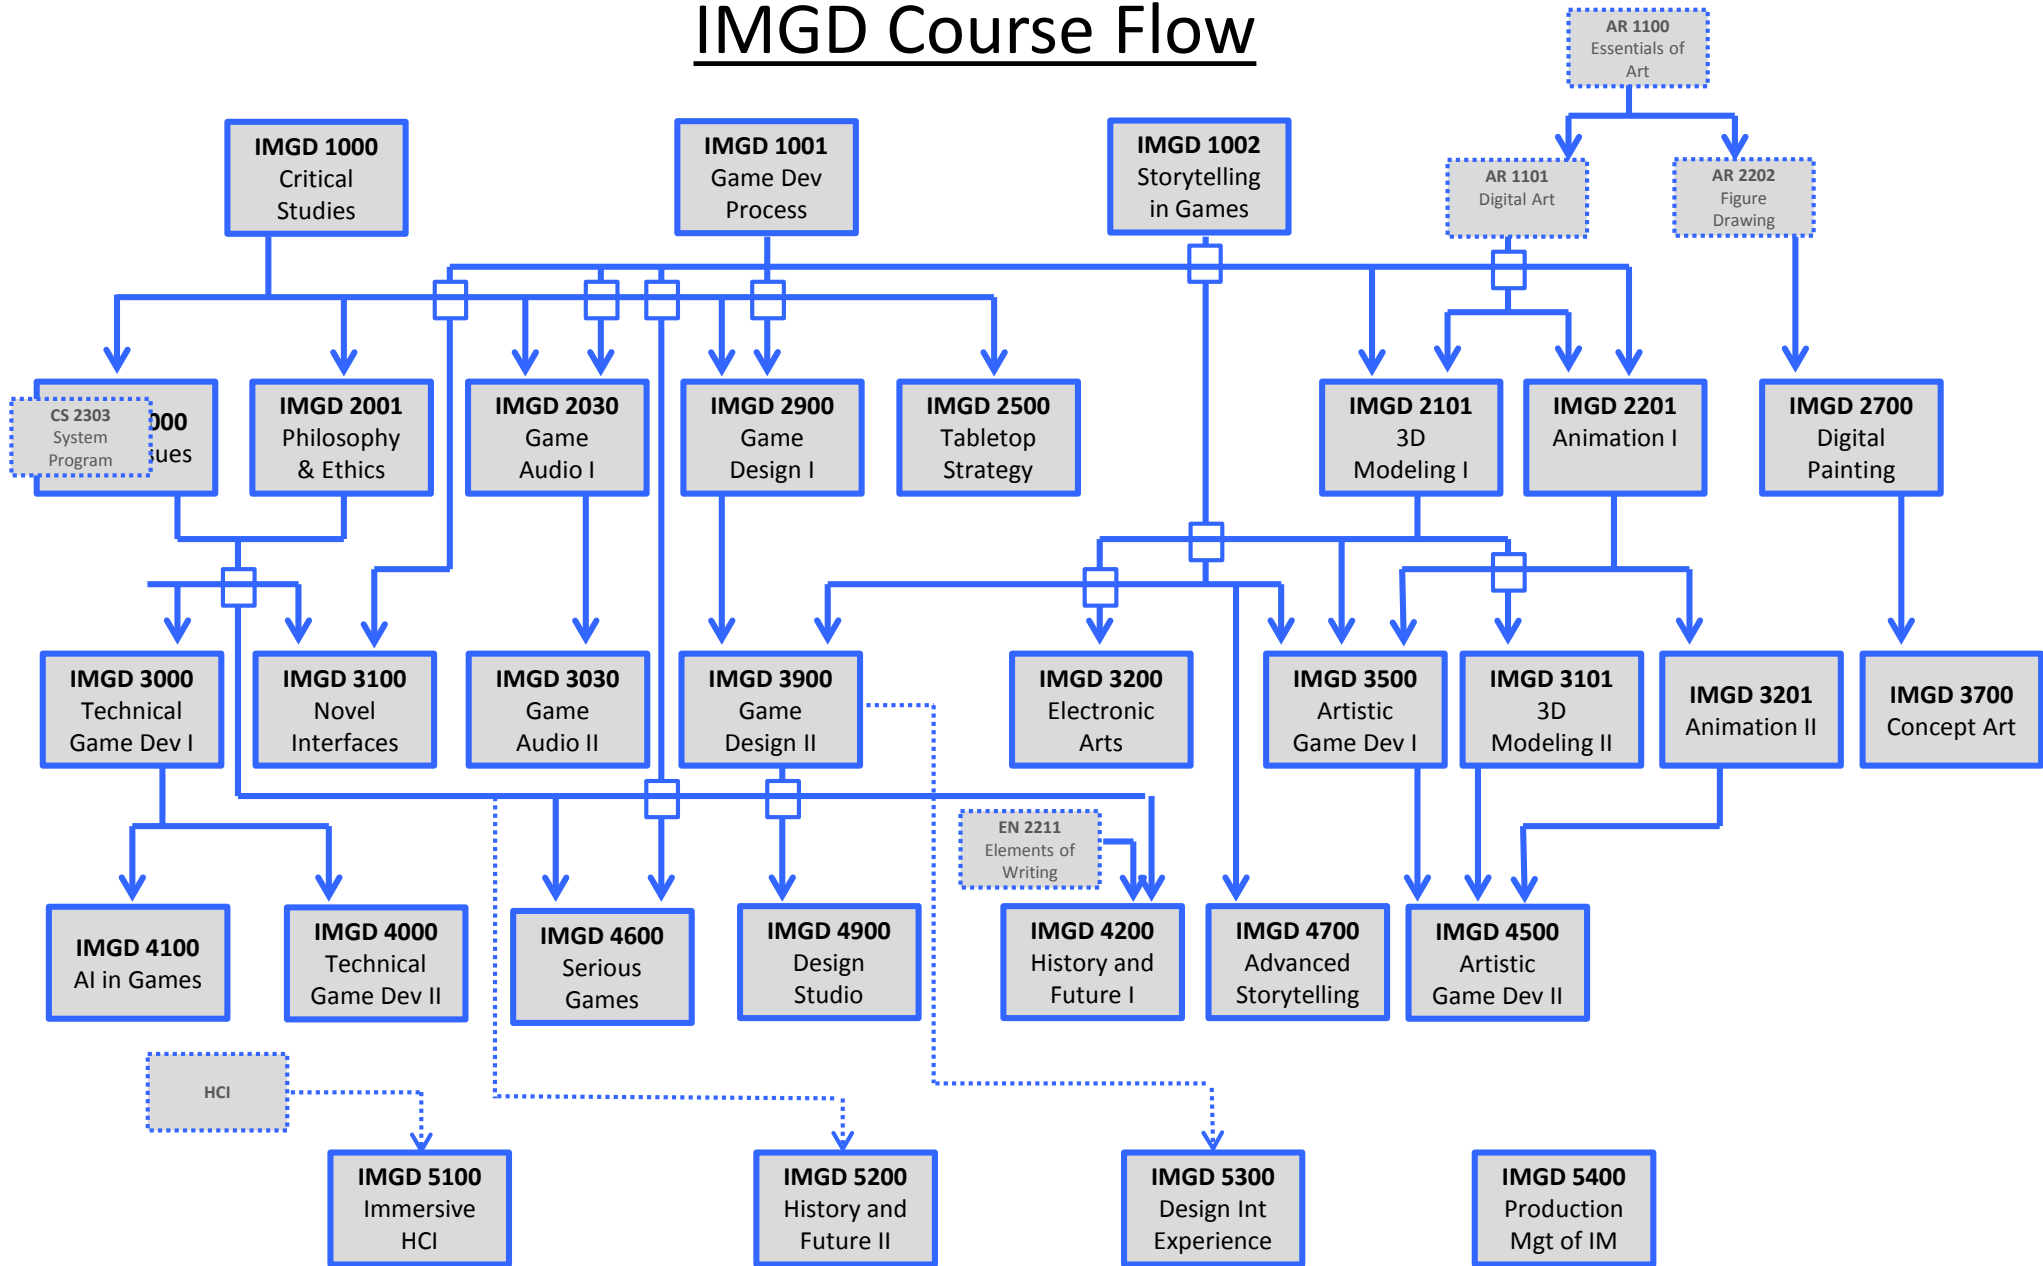 IMGD Course Flow
AR 1100
Essentials of
Art
IMGD 1000
Critical
Studies
IMGD 1001
Game Dev
Process
IMGD 1002
Storytelling
in Games
AR 1101
Digital Art
AR 2202
Figure
Drawing
CS 2303
System
Program
000
sues
IMGD 2001
Philosophy
& Ethics
IMGD 2030
Game
Audio I
IMGD 2900
Game
Design I
IMGD 2500
Tabletop
Strategy
IMGD 2101
3D
Modeling I
IMGD 2201
Animation I
IMGD 2700
Digital
Painting
IMGD 3000
Technical
Game Dev I
IMGD 3100
Novel
Interfaces
IMGD 3030
Game
Audio II
IMGD 3900
Game
Design II
IMGD 3200
Electronic
Arts
IMGD 3500
Artistic
Game Dev I
IMGD 3101
3D
Modeling II
IMGD 3201
Animation II
IMGD 3700
Concept Art
EN 2211
Elements of
Writing
IMGD 4100
AI in Games
IMGD 4000
Technical
Game Dev II
IMGD 4600
Serious
Games
IMGD 4900
Design
Studio
IMGD 4200
History and
Future I
IMGD 4700
Advanced
Storytelling
IMGD 4500
Artistic
Game Dev II
HCI
IMGD 5100
Immersive
HCI
IMGD 5200
History and
Future II
IMGD 5300
Design Int
Experience
IMGD 5400
Production
Mgt of IM